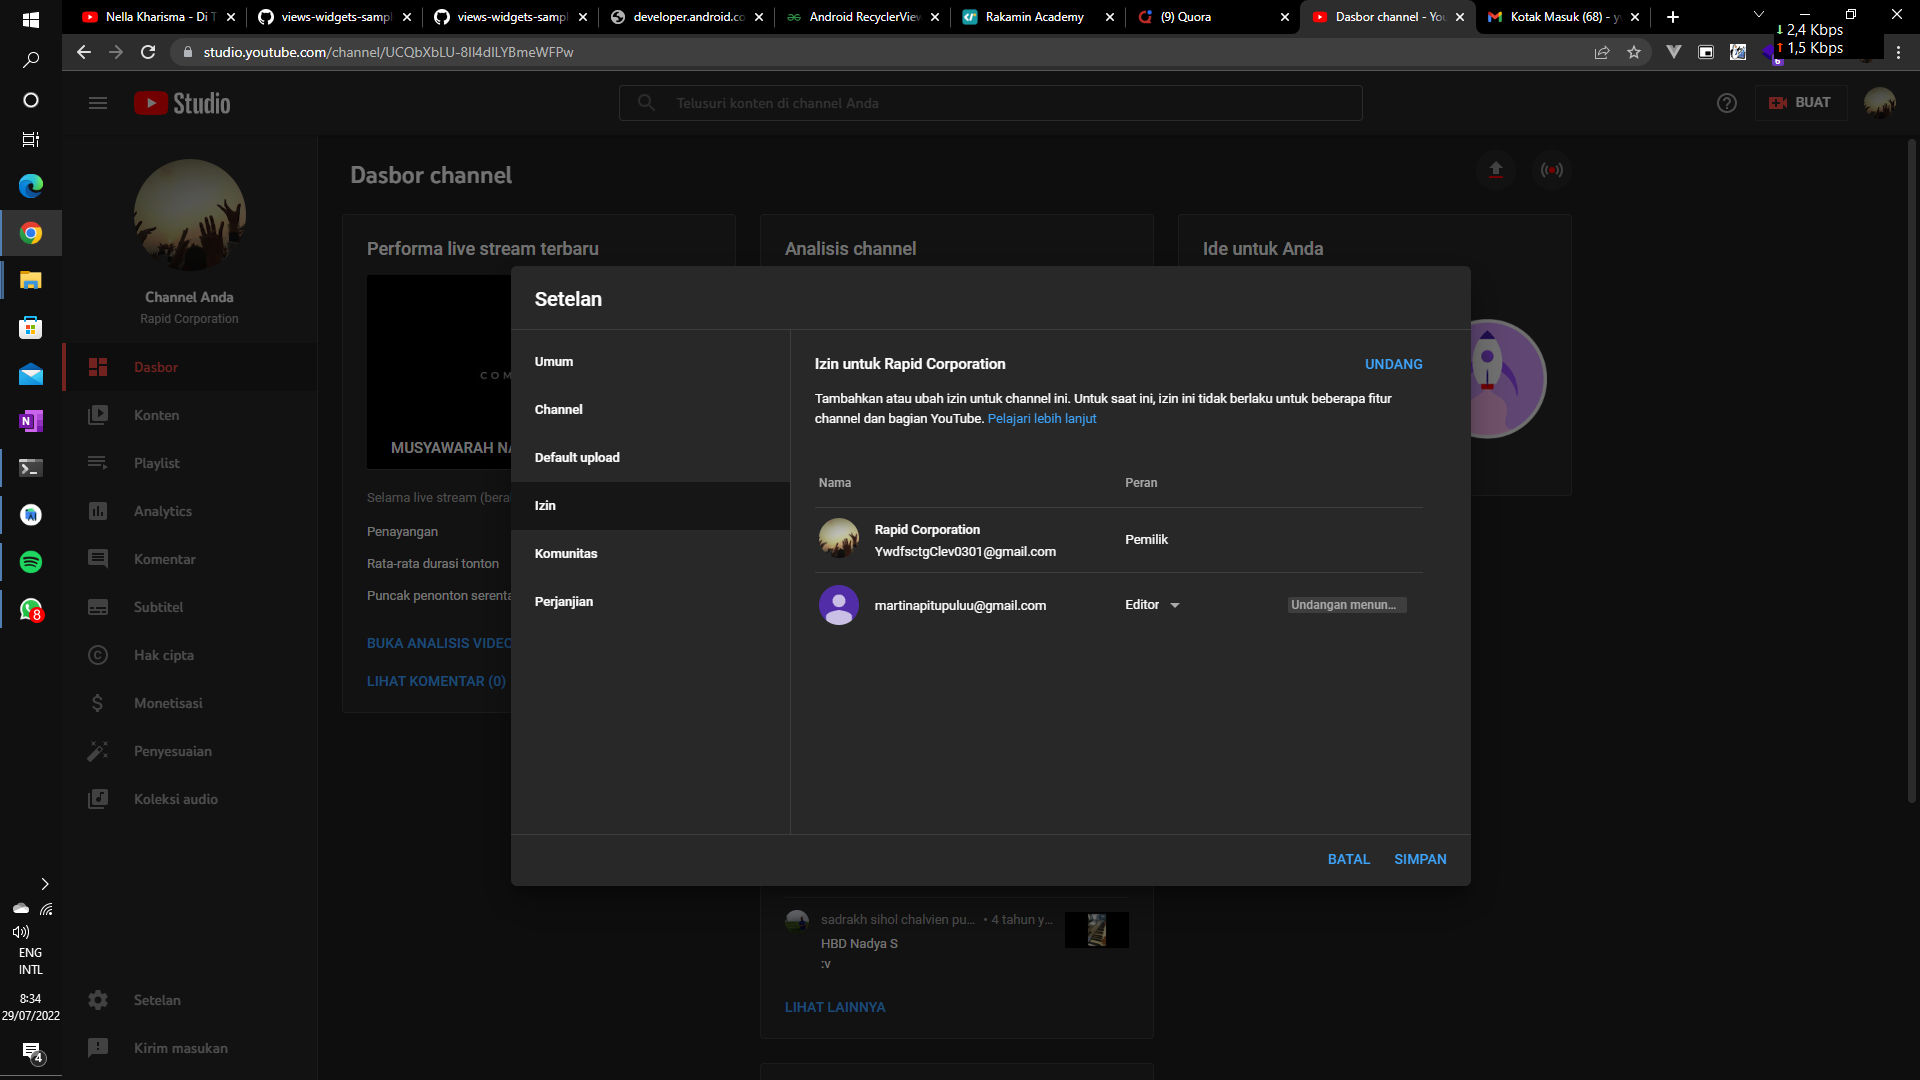 Nella Kharisma - Di T
views-widgets-sampl
views-widgets-sampl
developer.android.co
Android RecyclerView
Rakamin Academy
(9) Quora
Dasbor channel - You
Kotak Masuk (68) - y
2,4 Kbps
1,5 Kbps
studio.youtube.com/channel/UCQbXbLU-8Il4dILYBmeWFPw
6
Studio
Telusuri konten di channel Anda
BUAT
Channel Anda
Rapid Corporation
Dasbor
Konten
Playlist
Analytics
Komentar
Subtitel
Hak cipta
Monetisasi
Penyesuaian
Koleksi audio
Setelan
Kirim masukan
Dasbor channel
Performa live stream terbaru
COM
MUSYAWARAH NA
Selama live stream (bera
Penayangan
Rata-rata durasi tonton
Puncak penonton serenta
BUKA ANALISIS VIDEO
LIHAT KOMENTAR (0)
Analisis channel
Ide untuk Anda
Setelan
Umum
Channel
Default upload
Izin
Komunitas
Perjanjian
Izin untuk Rapid Corporation
UNDANG
Tambahkan atau ubah izin untuk channel ini. Untuk saat ini, izin ini tidak berlaku untuk beberapa fitur
channel dan bagian YouTube. Pelajari lebih lanjut
Nama
Peran
Rapid Corporation
YwdfsctgClev0301@gmail.com
Pemilik
martinapitupuluu@gmail.com
Editor
Undangan menun...
BATAL
SIMPAN
sadrakh sihol chalvien pu... • 4 tahun y...
HBD Nadya S
:v
LIHAT LAINNYA
8
ENG
INTL
8:34
29/07/2022
4